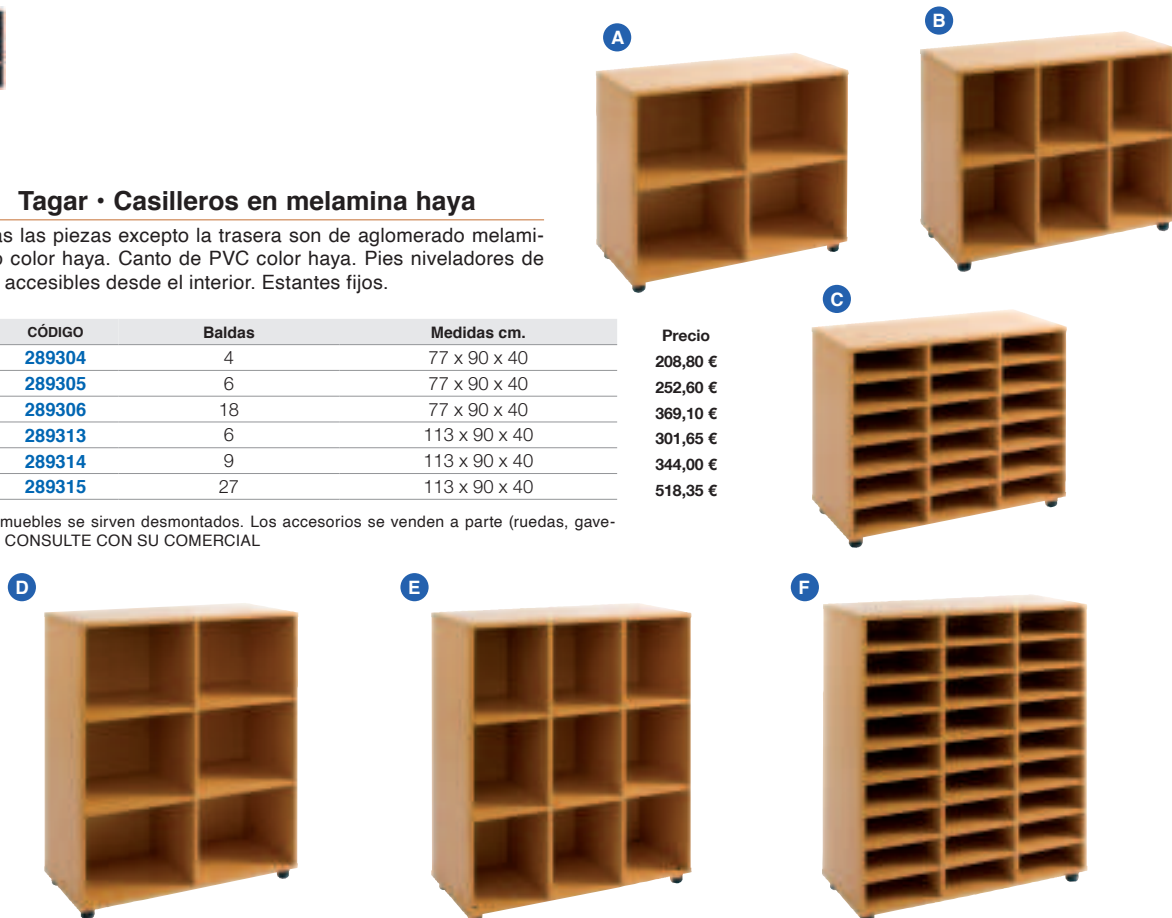 A
B
Tagar • Casilleros en melamina haya
las piezas excepto la trasera son de aglomerado melami-
color haya. Canto de PVC color haya. Pies niveladores de
accesibles desde el interior. Estantes fijos.
C
CÓDIGO Baldas Medidas cm. Precio
289304 4 77 x 90 x 40 208,80 €
289305 6 77 x 90 x 40 252,60 €
289306 18 77 x 90 x 40 369,10 €
289313 6 113 x 90 x 40 301,65 €
289314 9 113 x 90 x 40 344,00 €
289315 27 113 x 90 x 40 518,35 €
muebles se sirven desmontados. Los accesorios se venden a parte (ruedas, gave-
CONSULTE CON SU COMERCIAL
D
E
F